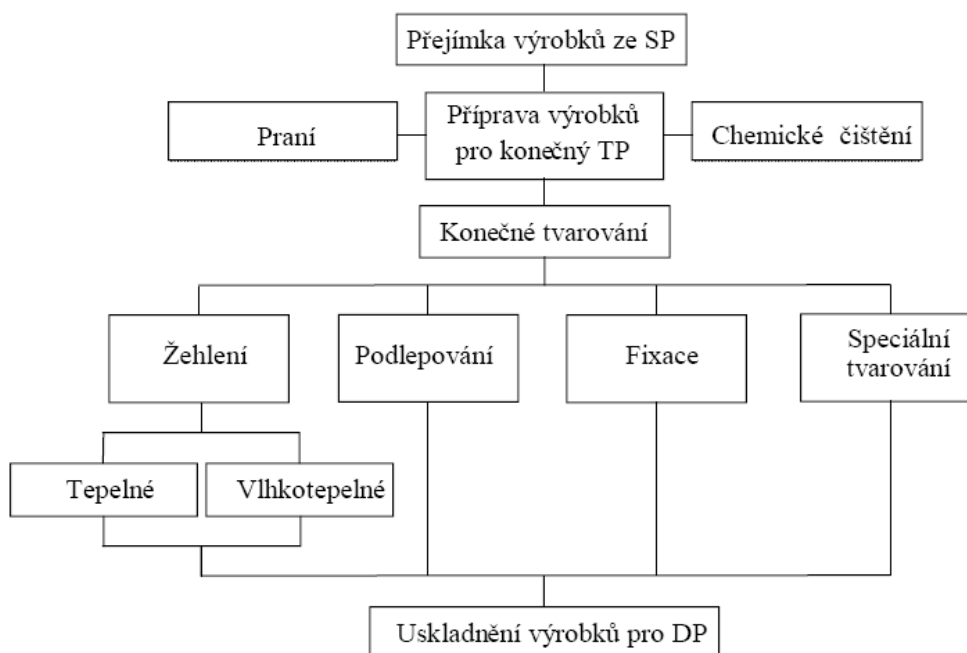 Přejímka výrobků ze SP
Praní
Příprava výrobků
pro konečný TP
Chemické čištění
Konečné tvarování
Žehlení
Podlepování
Fixace
Speciální
tvarování
Tepelné
Vlhkotepelné
Uskladnění výrobků pro DP